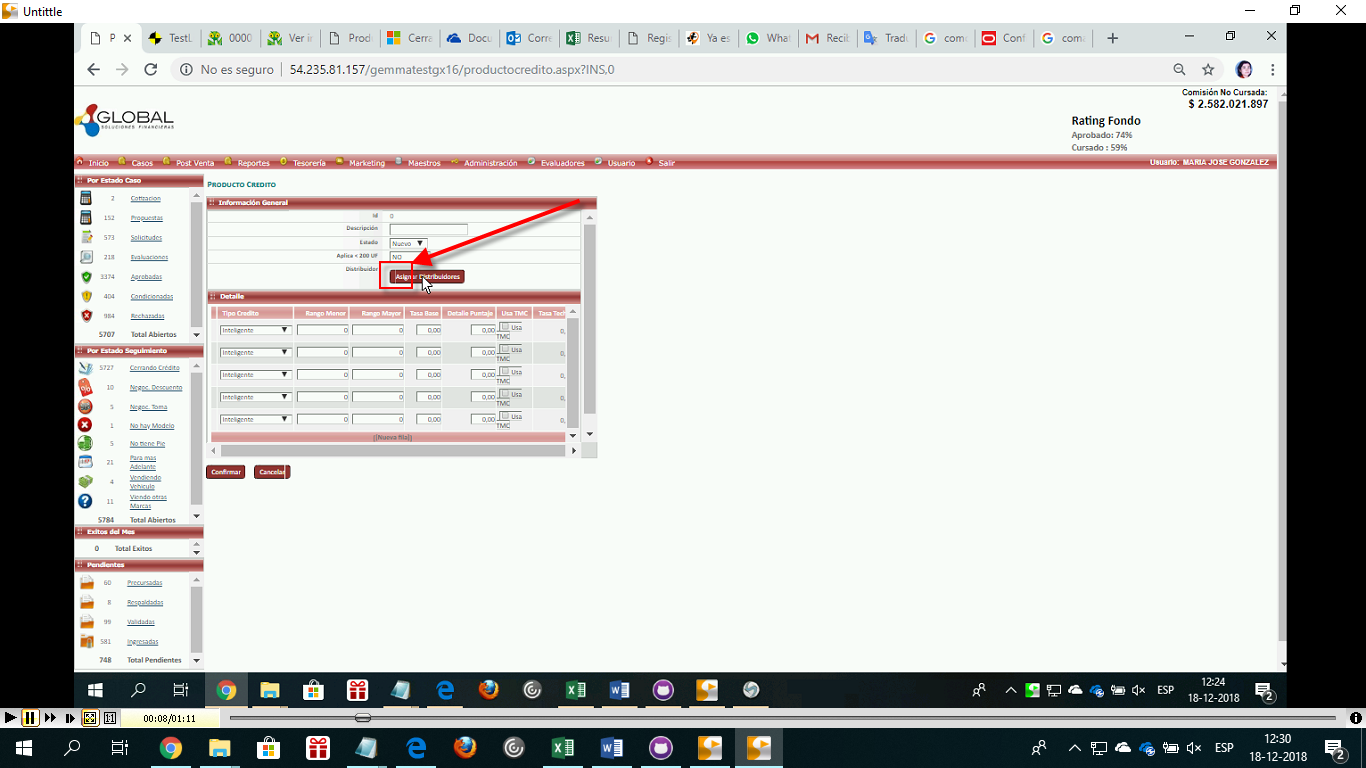 Untittle
P
TestL
0000
Ver in
Produ
Cerra
Docu
Corre
Resur
Regis
Ya es
What
Recib
Tradu
com
Conf
com
No es seguro | 54.235.81.157/gemmatestgx16/productocredito.aspx?INS,0
GLOBAL
SOLUCIONES FINANCIERAS
Comisión No Cursada:
$ 2.582.021.897
Rating Fondo
Aprobado: 74%
Cursado : 59%
Inicio Casos Post Venta Reportes Tesorería Marketing Maestros Administración Evaluadores Usuario Salir Usuario: MARIA JOSE GONZALEZ
Por Estado Caso
2 Cotizacion
152 Propuestas
573 Solicitudes
218 Evaluaciones
3374 Aprobadas
404 Condicionadas
984 Rechazadas
5707 Total Abiertos
Por Estado Seguimiento
5727 Cerrando Crédito
10 Negoc. Descuento
5 Negoc. Toma
1 No hay Modelo
5 No tiene Pie
21 Para mas Adelante
4 Vendiendo Vehiculo
11 Viendo otras Marcas
5784 Total Abiertos
Exitos del Mes
0 Total Exitos
Pendientes
60 Precursadas
8 Respaldadas
99 Validadas
581 Ingresadas
748 Total Pendientes
PRODUCTO CREDITO
Información General
Id 0
Descripción
Estado Nuevo
Aplica < 200 UF NO
Distribuidor Asignar Distribuidores
Detalle
Tipo Credito Rango Menor Rango Mayor Tasa Base Detalle Puntaje Usa TMC Tasa Tech
Inteligente 0 0 0,00 0,00 Usa TMC 0,
Inteligente 0 0 0,00 0,00 Usa TMC 0,
Inteligente 0 0 0,00 0,00 Usa TMC 0,
Inteligente 0 0 0,00 0,00 Usa TMC 0,
Inteligente 0 0 0,00 0,00 Usa TMC 0,
[[Nueva fila]]
Confirmar Cancelar
ESP
12:24
18-12-2018
2
00:08/01:11
ESP
12:30
18-12-2018
2